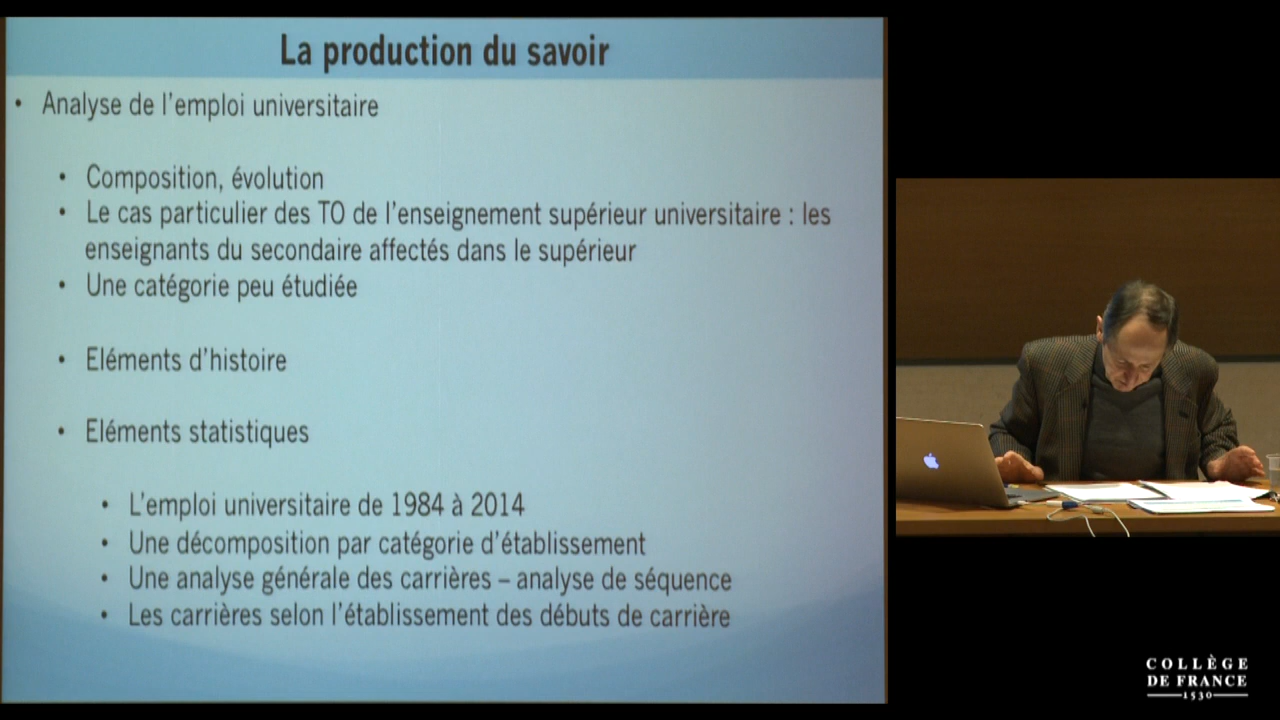 La production du savoir
• Analyse de l'emploi universitaire
• Composition, évolution
• Le cas particulier des TO de l'enseignement supérieur universitaire : les
enseignants du secondaire affectés dans le supérieur
• Une catégorie peu étudiée
• Eléments d'histoire
• Eléments statistiques
• L'emploi universitaire de 1984 à 2014
• Une décomposition par catégorie d'établissement
• Une analyse générale des carrières – analyse de séquence
• Les carrières selon l'établissement des débuts de carrière
COLLÈGE
DE FRANCE
1530